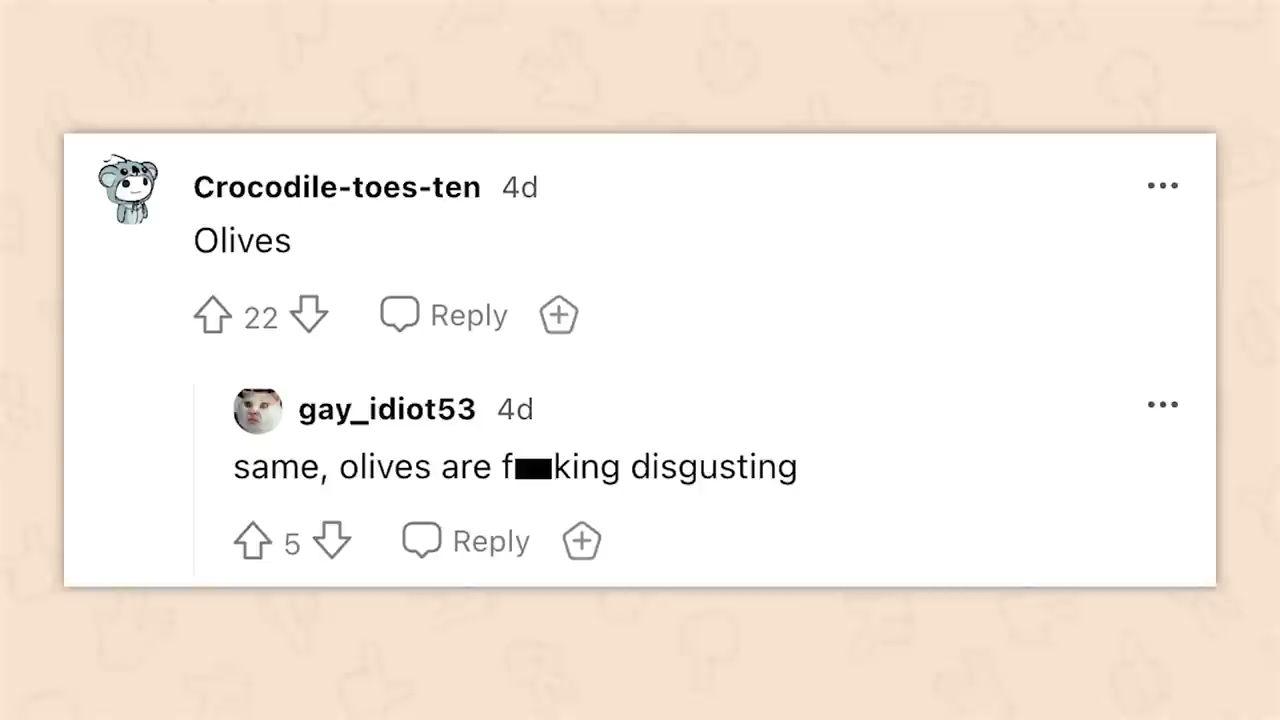 Crocodile-toes-ten 4d
Olives
22 Reply
gay_idiot53 4d
same, olives are f██king disgusting
5 Reply